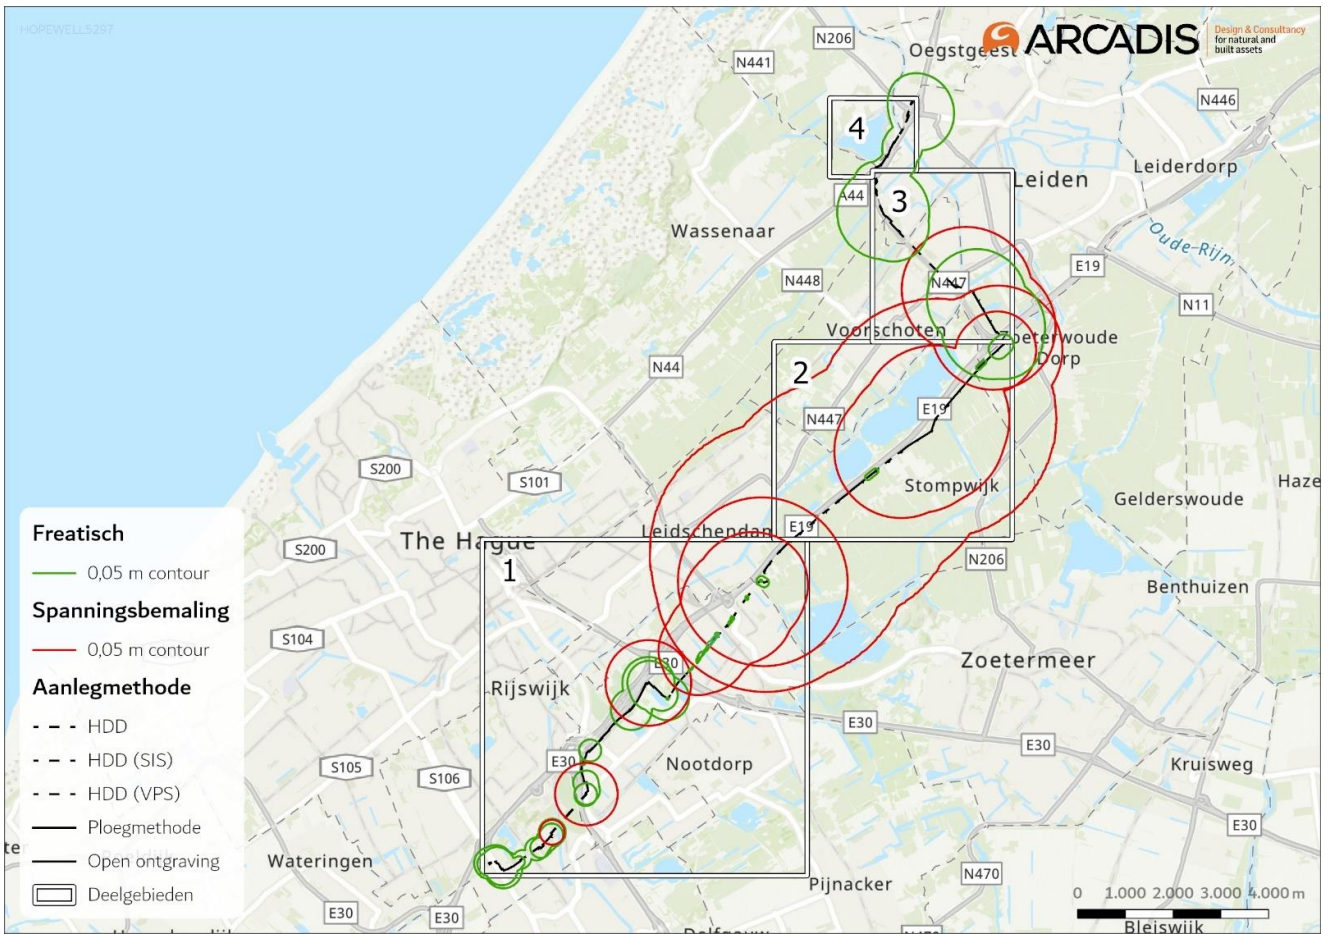 HOPEWELL5297
ARCADIS
Design & Consultancy
for natural and
built assets
N206
Oegstgeest
N441
N446
4
Leiderdorp
Leiden
A44
3
Wassenaar
Oude-Rijn
E19
N448
N447
N11
Voorschoten
Zoeterwoude
Dorp
N44
2
E19
N447
S200
S101
Stompwijk
Gelderswoude
Haze
E19
Leidschendam
The Hague
S200
N206
1
Benthuizen
S104
E30
Zoetermeer
Rijswijk
E30
E30
E30
Nootdorp
Kruisweg
S105
S106
E30
Wateringen
Pijnacker
N470
E30
E30
Bleiswijk
Freatisch
0,05 m contour
Spanningsbemaling
0,05 m contour
Aanlegmethode
HDD
HDD (SIS)
HDD (VPS)
Ploegmethode
Open ontgraving
Deelgebieden
0 1.000 2.000 3.000 4.000 m